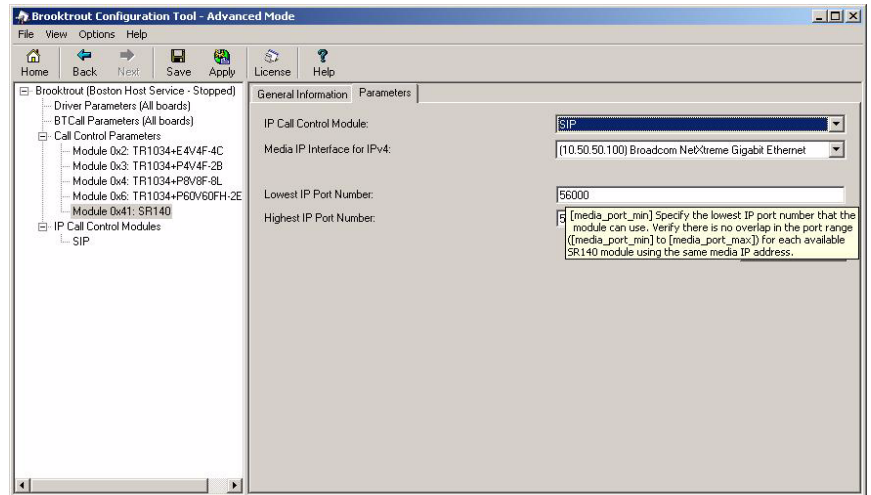 Brooktrout Configuration Tool - Advanced Mode
File View Options Help
Home Back Next Save Apply License Help
Brooktrout (Boston Host Service - Stopped)
Driver Parameters (All boards)
BTCall Parameters (All boards)
Call Control Parameters
Module 0x2: TR1034+E4V4F-4C
Module 0x3: TR1034+P4V4F-2B
Module 0x4: TR1034+P8V8F-8L
Module 0x6: TR1034+P60V60FH-2E
Module 0x41: SR140
IP Call Control Modules
SIP
General Information Parameters
IP Call Control Module: SIP
Media IP Interface for IPv4: (10.50.50.100) Broadcom NetXtreme Gigabit Ethernet
Lowest IP Port Number: 56000
Highest IP Port Number: 5
[media_port_min] Specify the lowest IP port number that the
module can use. Verify there is no overlap in the port range
([media_port_min] to [media_port_max]) for each available
SR140 module using the same media IP address.